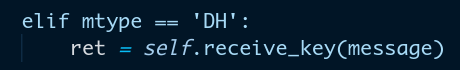 elif mtype == 'DH':
    ret = self.receive_key(message)